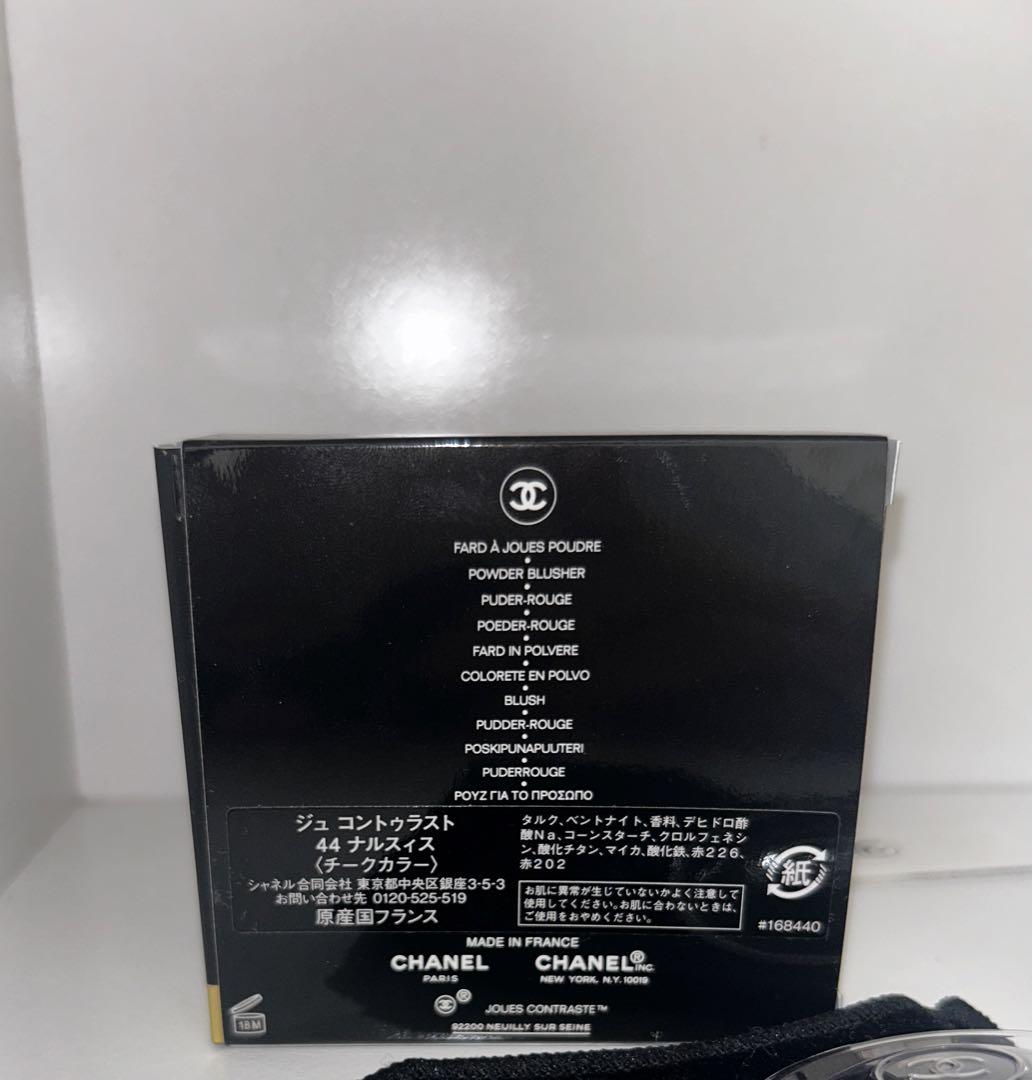 FARD À JOUES POUDRE
POWDER BLUSHER
PUDER-ROUGE
POEDER-ROUGE
FARD IN POLVERE
COLORETE EN POLVO
BLUSH
PUDDER-ROUGE
POSKIPUNAPUUTERI
PUDERROUGE
ΡΟΥΖ ΓΙΑ ΤΟ ΠΡΟΣΩΠΟ
ジュ コントゥラスト
44 ナルスィス
〈チークカラー〉
シャネル合同会社 東京都中央区銀座3-5-3
お問い合わせ先 0120-525-519
原産国フランス
タルク、ベントナイト、香料、デヒドロ酢
酸Na、コーンスターチ、クロルフェネシ
ン、酸化チタン、マイカ、酸化鉄、赤226、
赤202
お肌に異常が生じていないかよく注意して
使用してください。お肌に合わないときは、
ご使用をおやめください。
紙
#168440
MADE IN FRANCE
CHANEL
PARIS
CHANEL® INC.
NEW YORK, N.Y. 10019
® JOUES CONTRASTE™
92200 NEUILLY SUR SEINE
18M